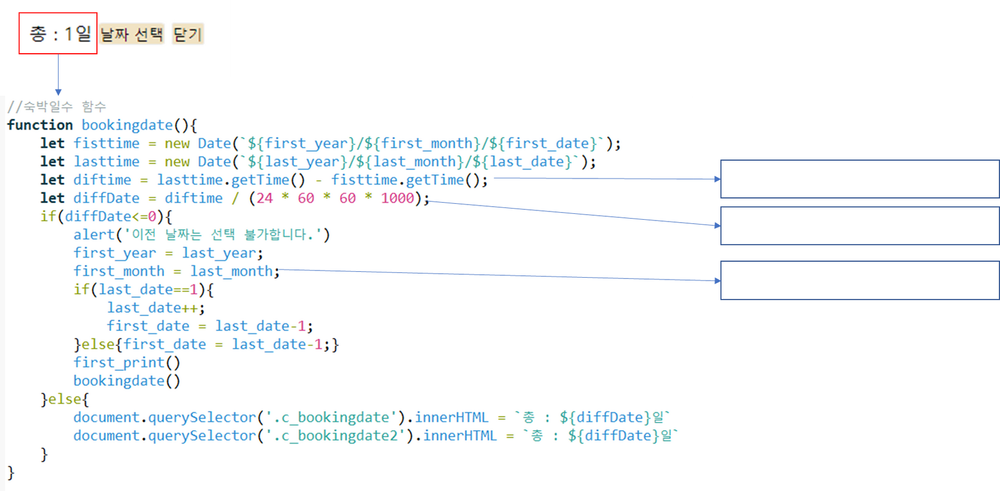 총 : 1일 날짜 선택 닫기
//숙박일수 함수
function bookingdate(){
    let fisttime = new Date(`${first_year}/${first_month}/${first_date}`);
    let lasttime = new Date(`${last_year}/${last_month}/${last_date}`);
    let diftime = lasttime.getTime() - fisttime.getTime();
    let diffDate = diftime / (24 * 60 * 60 * 1000);
    if(diffDate<=0){
        alert('이전 날짜는 선택 불가합니다.')
        first_year = last_year;
        first_month = last_month;
        if(last_date==1){
            last_date++;
            first_date = last_date-1;
        }else{first_date = last_date-1;}
        first_print()
        bookingdate()
    }else{
        document.querySelector('.c_bookingdate').innerHTML = `총 : ${diffDate}일`
        document.querySelector('.c_bookingdate2').innerHTML = `총 : ${diffDate}일`
    }
}